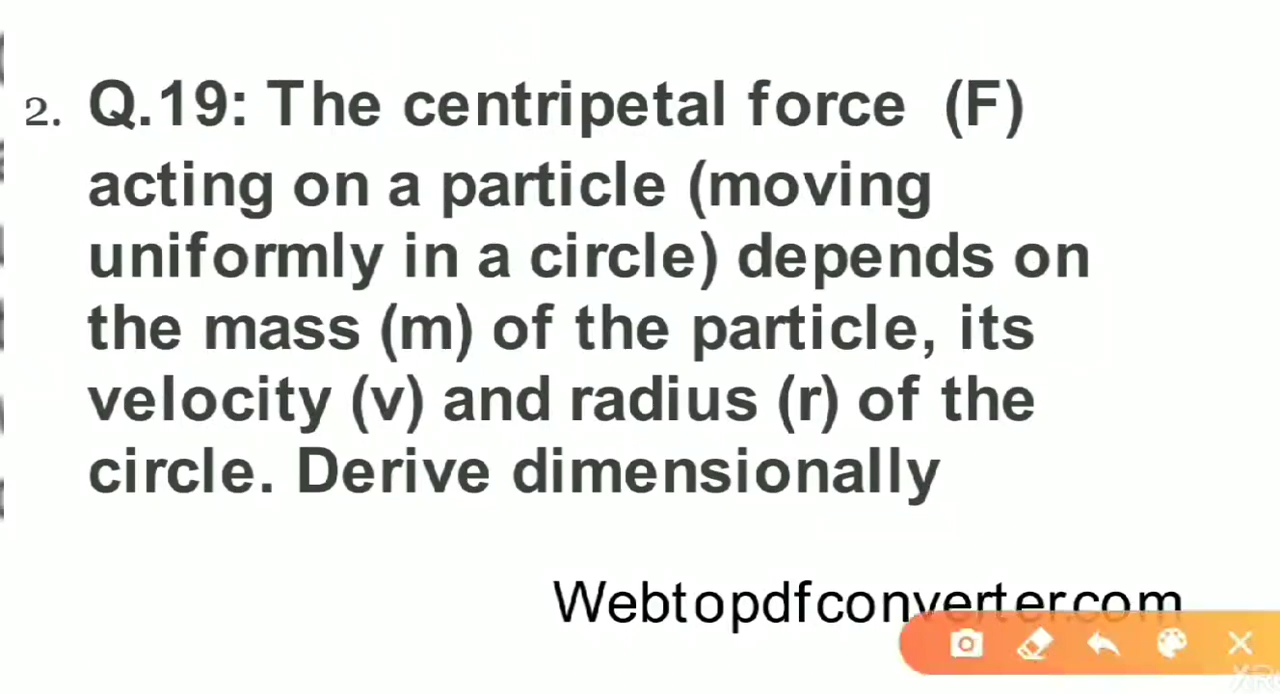 2. Q.19: The centripetal force (F)
acting on a particle (moving
uniformly in a circle) depends on
the mass (m) of the particle, its
velocity (v) and radius (r) of the
circle. Derive dimensionally
Webtopdfconverter.com